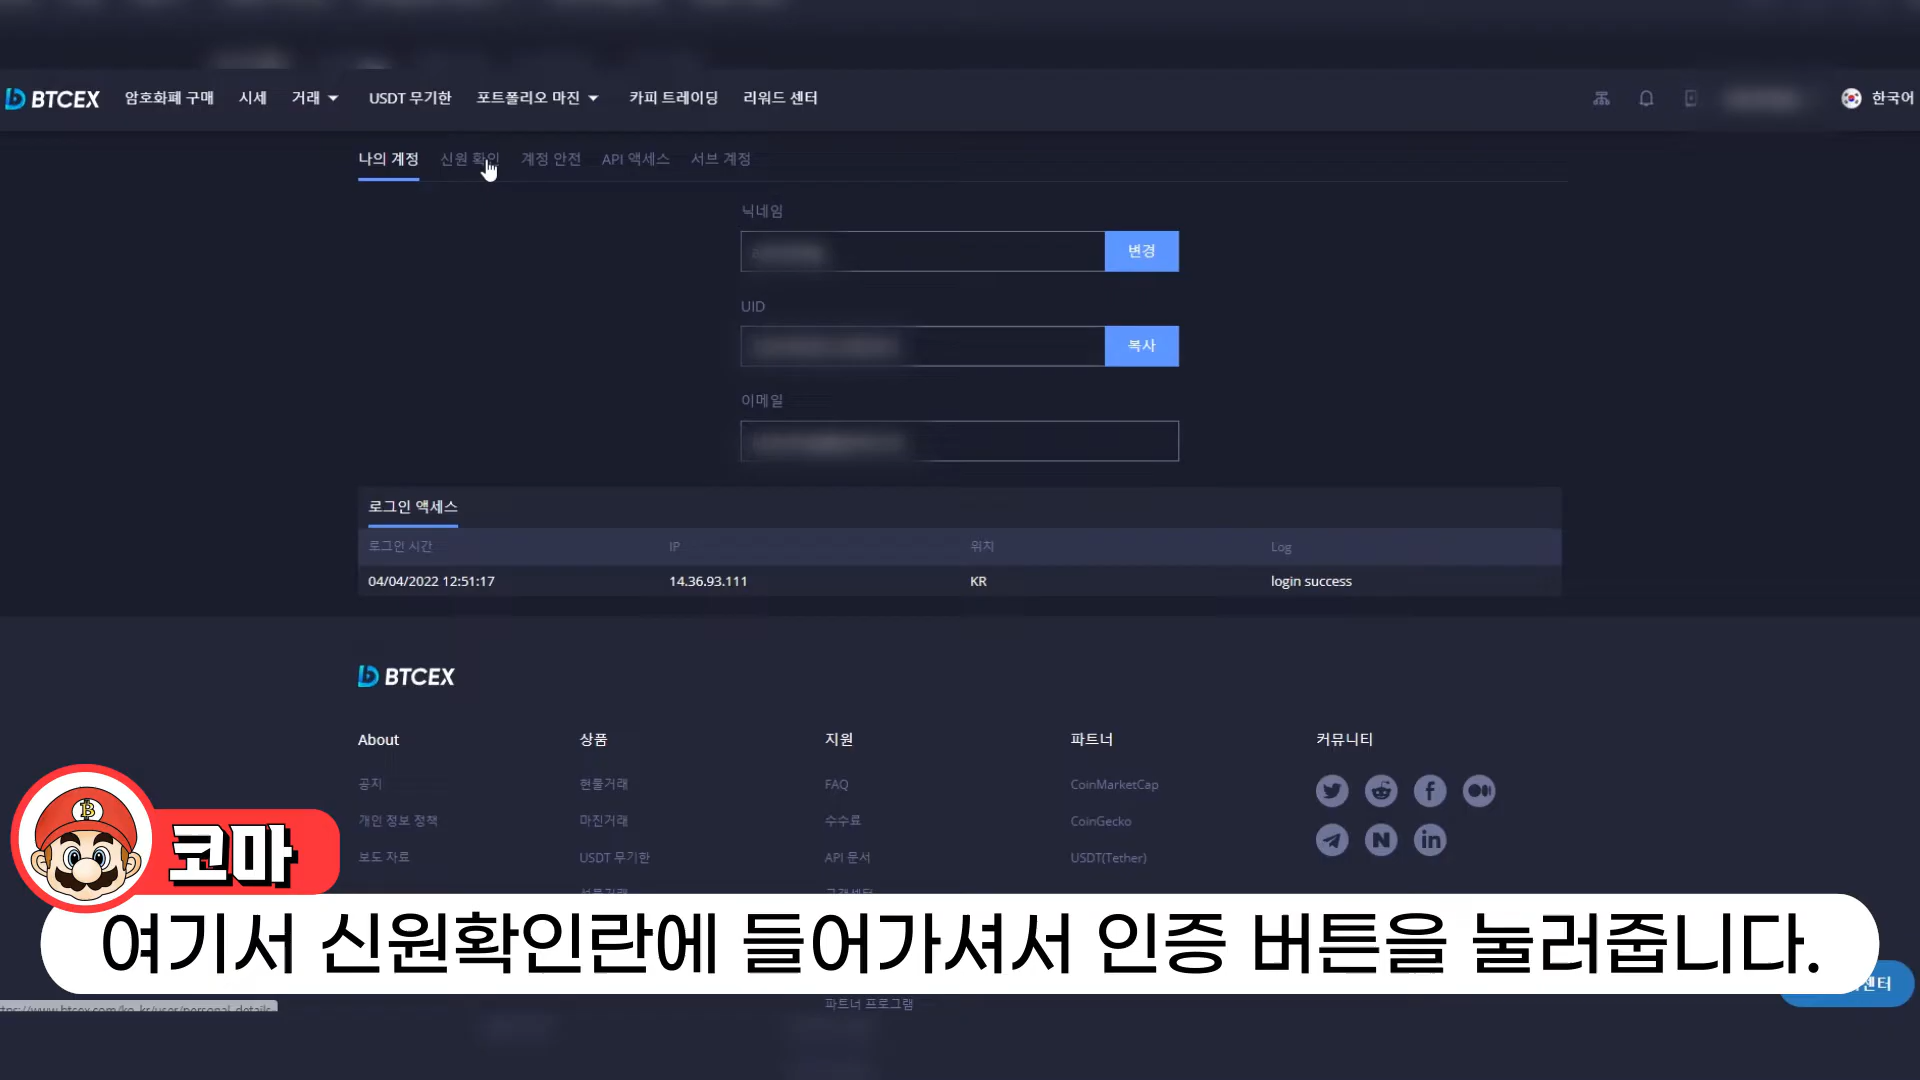 BTCEX 암호화폐 구매 시세 거래 USDT 무기한 포트폴리오 마진 카피 트레이딩 리워드 센터 한국어
나의 계정 신원 확인 계정 안전 API 액세스 서브 계정
닉네임
변경
UID
복사
이메일
로그인 액세스
로그인 시간 IP 위치 Log
04/04/2022 12:51:17 14.36.93.111 KR login success
BTCEX
About 상품 지원 파트너 커뮤니티
공지 현물거래 FAQ CoinMarketCap
개인 정보 정책 마진거래 수수료 CoinGecko
보도 자료 USDT 무기한 API 문서 USDT(Tether)
코마
여기서 신원확인란에 들어가셔서 인증 버튼을 눌러줍니다.
센터
파트너 프로그램